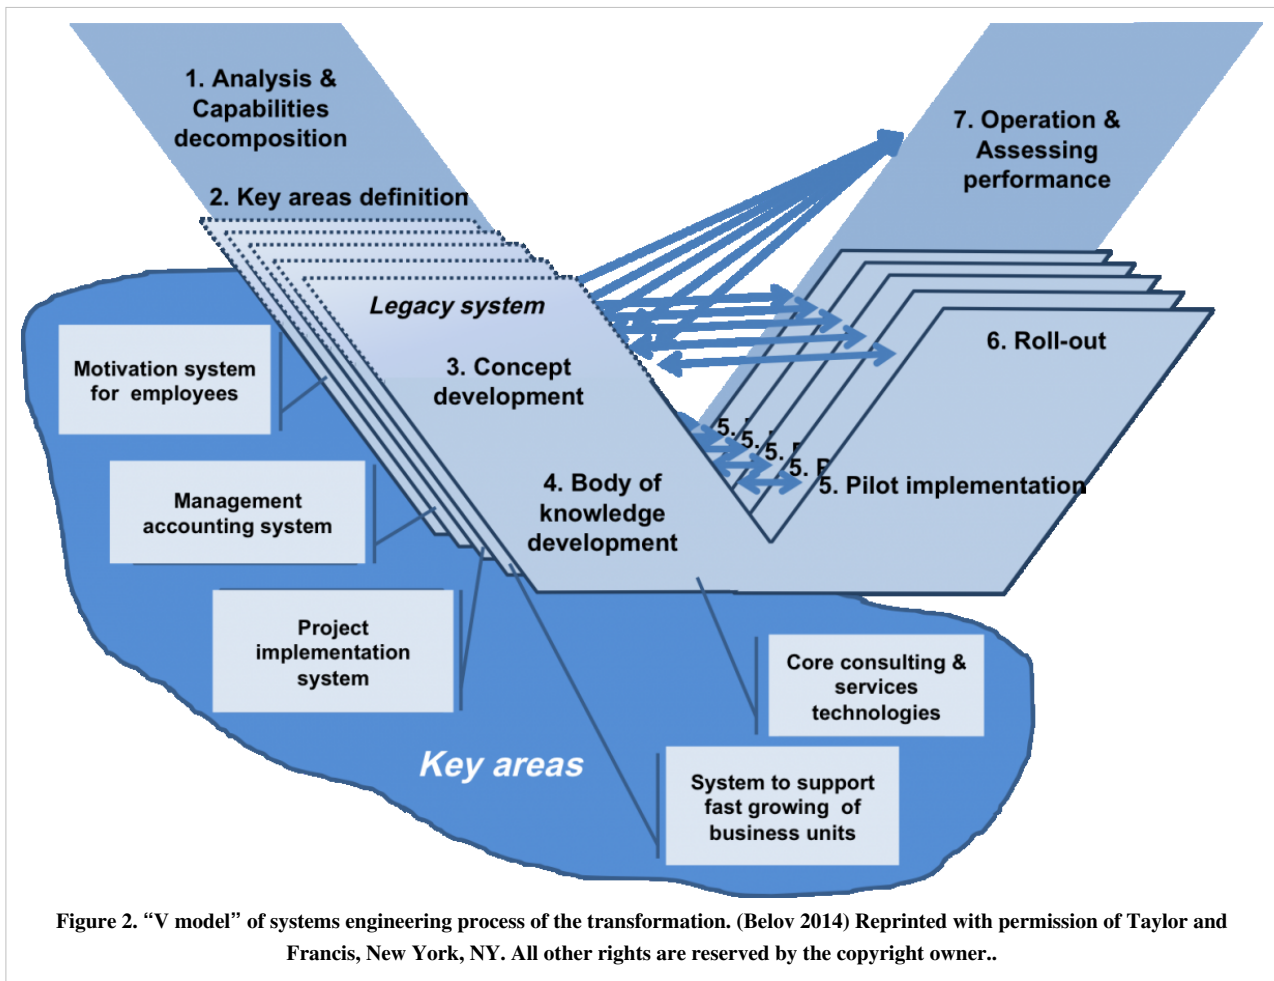 1. Analysis &
Capabilities
decomposition
2. Key areas definition
Legacy system
3. Concept
development
4. Body of
knowledge
development
5.
5.
5.
5. P
5. Pilot implementation
6. Roll-out
7. Operation &
Assessing
performance
Motivation system
for employees
Management
accounting system
Project
implementation
system
Key areas
Core consulting &
services
technologies
System to support
fast growing of
business units
Figure 2. “V model” of systems engineering process of the transformation. (Belov 2014) Reprinted with permission of Taylor and
Francis, New York, NY. All other rights are reserved by the copyright owner..